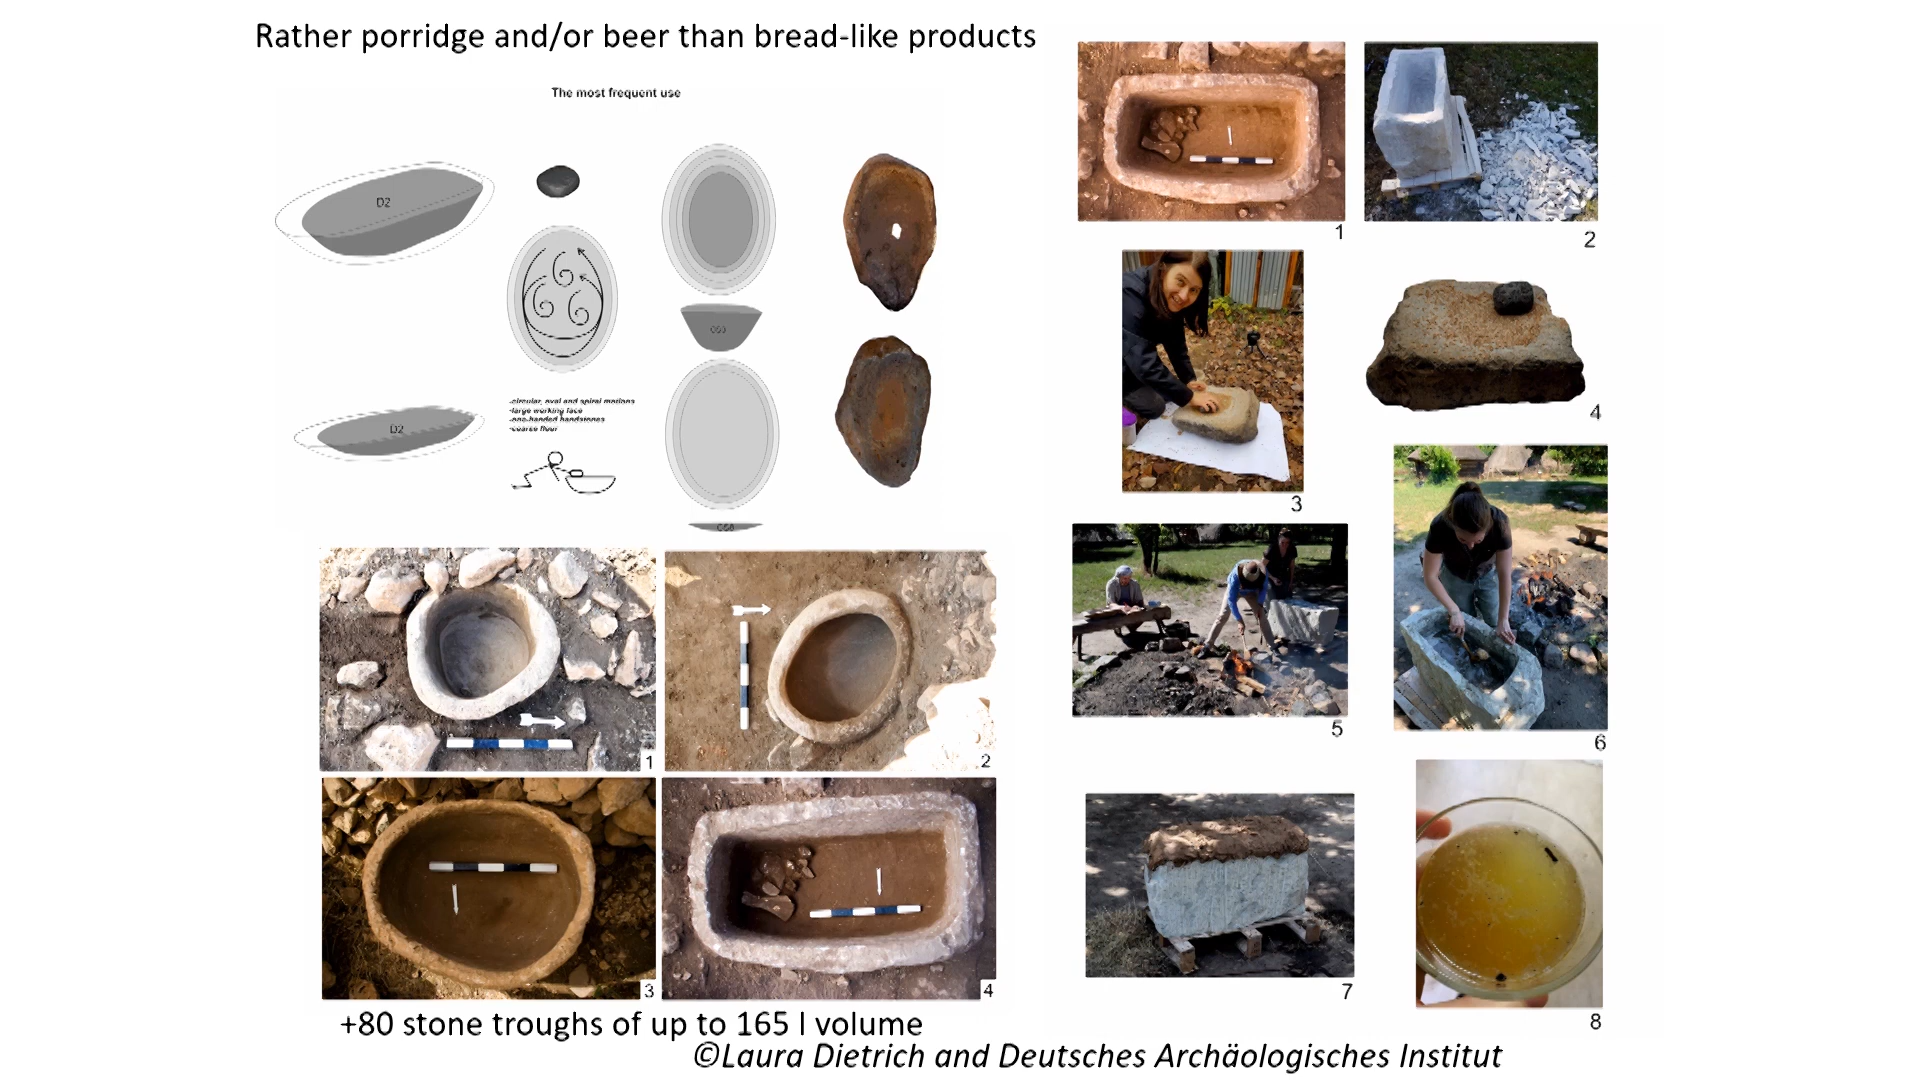 Rather porridge and/or beer than bread-like products
The most frequent use
D2
D2
-circular, oval and spiral motions
-large working face
-one-handed handstones
-coarse flour
1
2
3
4
+80 stone troughs of up to 165 l volume
1
2
3
4
5
6
7
8
©Laura Dietrich and Deutsches Archäologisches Institut